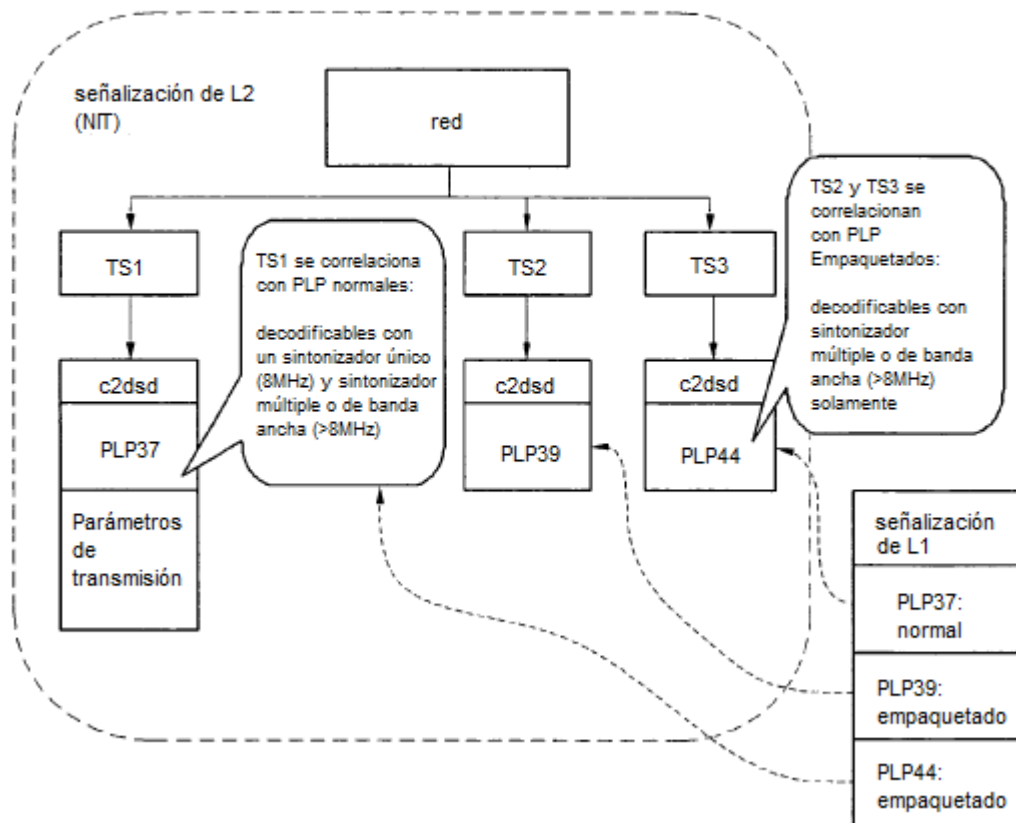 señalización de L2
(NIT)
red
TS1
TS2
TS3
c2dsd
PLP37
Parámetros
de
transmisión
TS1 se correlaciona
con PLP normales:
decodificables con
un sintonizador único
(8MHz) y sintonizador
múltiple o de banda
ancha (>8MHz)
c2dsd
PLP39
c2dsd
PLP44
TS2 y TS3 se
correlacionan
con PLP
Empaquetados:
decodificables con
sintonizador
múltiple o de banda
ancha (>8MHz)
solamente
señalización
de L1
PLP37:
normal
PLP39:
empaquetado
PLP44:
empaquetado